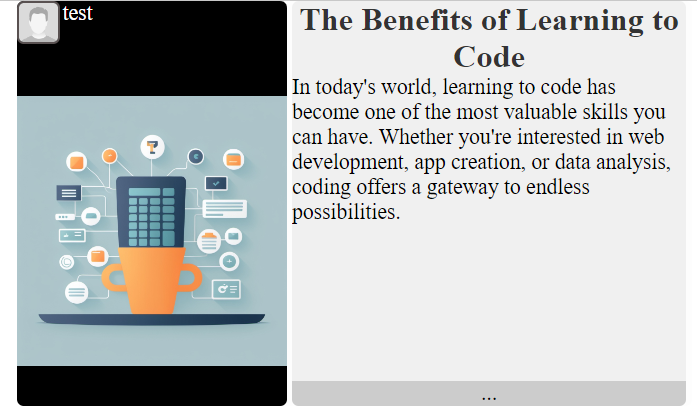 test
The Benefits of Learning to
Code
In today's world, learning to code has
become one of the most valuable skills you
can have. Whether you're interested in web
development, app creation, or data analysis,
coding offers a gateway to endless
possibilities.
...